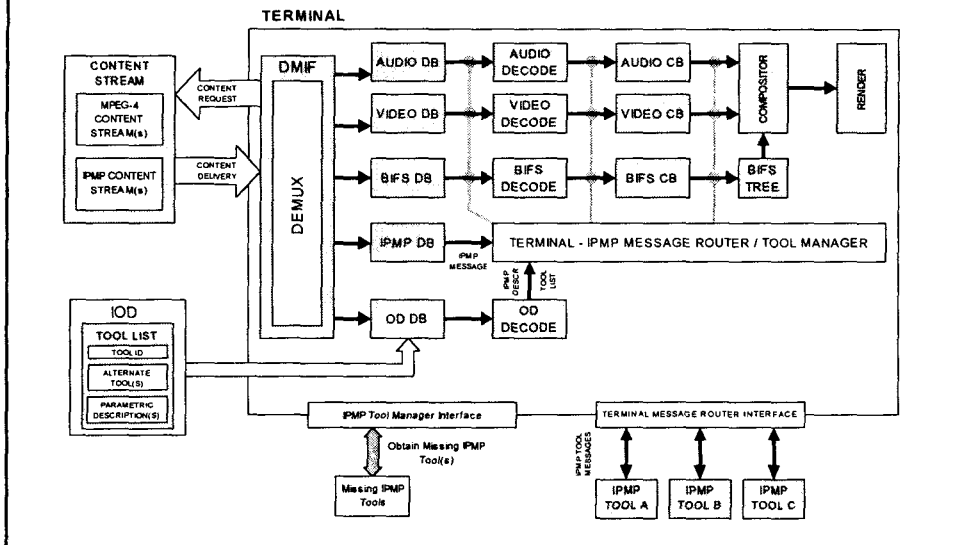 TERMINAL
CONTENT
STREAM
MPEG-4
CONTENT
STREAM(s)
IPMP CONTENT
STREAM(s)
CONTENT
REQUEST
CONTENT
DELIVERY
DMIF
DEMUX
AUDIO DB
AUDIO
DECODE
AUDIO CB
VIDEO DB
VIDEO
DECODE
VIDEO CB
BIFS DB
BIFS
DECODE
BIFS CB
BIFS
TREE
COMPOSITOR
RENDER
IPMP DB
IPMP
MESSAGE
TERMINAL - IPMP MESSAGE ROUTER / TOOL MANAGER
IPMP
DESCR
TOOL
LIST
OD DB
OD
DECODE
IOD
TOOL LIST
TOOL ID
ALTERNATE
TOOL(S)
PARAMETRIC
DESCRIPTION(S)
IPMP Tool Manager Interface
TERMINAL MESSAGE ROUTER INTERFACE
Obtain Missing IPMP
Tool(s)
Missing IPMP
Tools
IPMP TOOL
MESSAGES
IPMP
TOOL A
IPMP
TOOL B
IPMP
TOOL C